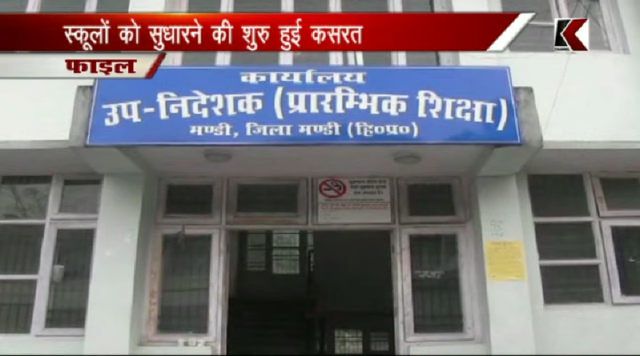 स्कूलों को सुधारने की शुरु हुई कसरत
फाइल
कार्यालय
उप-निदेशक (प्रारम्भिक शिक्षा)
मण्डी, जिला मण्डी (हि०प्र०)